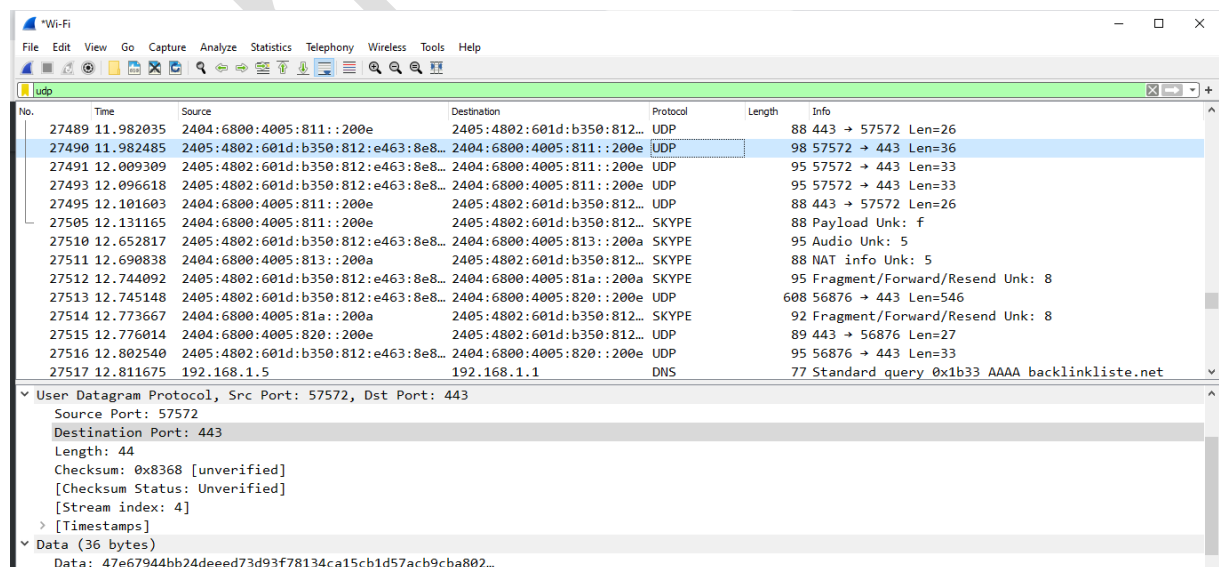 *Wi-Fi
File Edit View Go Capture Analyze Statistics Telephony Wireless Tools Help
udp
No. Time Source Destination Protocol Length Info
27489 11.982035 2404:6800:4005:811::200e 2405:4802:601d:b350:812… UDP 88 443 → 57572 Len=26
27490 11.982485 2405:4802:601d:b350:812:e463:8e8… 2404:6800:4005:811::200e UDP 98 57572 → 443 Len=36
27491 12.009309 2405:4802:601d:b350:812:e463:8e8… 2404:6800:4005:811::200e UDP 95 57572 → 443 Len=33
27493 12.096618 2405:4802:601d:b350:812:e463:8e8… 2404:6800:4005:811::200e UDP 95 57572 → 443 Len=33
27495 12.101603 2404:6800:4005:811::200e 2405:4802:601d:b350:812… UDP 88 443 → 57572 Len=26
27505 12.131165 2404:6800:4005:811::200e 2405:4802:601d:b350:812… SKYPE 88 Payload Unk: f
27510 12.652817 2405:4802:601d:b350:812:e463:8e8… 2404:6800:4005:813::200a SKYPE 95 Audio Unk: 5
27511 12.690838 2404:6800:4005:813::200a 2405:4802:601d:b350:812… SKYPE 88 NAT info Unk: 5
27512 12.744092 2405:4802:601d:b350:812:e463:8e8… 2404:6800:4005:81a::200a SKYPE 95 Fragment/Forward/Resend Unk: 8
27513 12.745148 2405:4802:601d:b350:812:e463:8e8… 2404:6800:4005:820::200e UDP 608 56876 → 443 Len=546
27514 12.773667 2404:6800:4005:81a::200a 2405:4802:601d:b350:812… SKYPE 92 Fragment/Forward/Resend Unk: 8
27515 12.776014 2404:6800:4005:820::200e 2405:4802:601d:b350:812… UDP 89 443 → 56876 Len=27
27516 12.802540 2405:4802:601d:b350:812:e463:8e8… 2404:6800:4005:820::200e UDP 95 56876 → 443 Len=33
27517 12.811675 192.168.1.5 192.168.1.1 DNS 77 Standard query 0x1b33 AAAA backlinkliste.net
User Datagram Protocol, Src Port: 57572, Dst Port: 443
Source Port: 57572
Destination Port: 443
Length: 44
Checksum: 0x8368 [unverified]
[Checksum Status: Unverified]
[Stream index: 4]
[Timestamps]
Data (36 bytes)
Data: 47e67944bb24deeed73d93f78134ca15cb1d57acb9cba802…